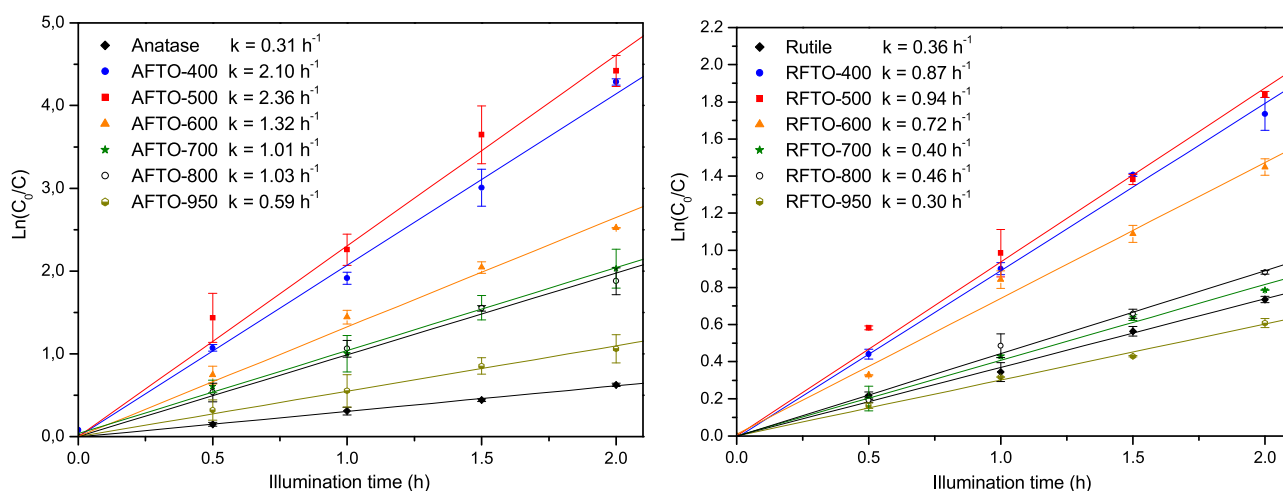 Ln(C₀/C)
5,0
4,0
3,0
2,0
1,0
0,0
Anatase k = 0.31 h⁻¹
AFTO-400 k = 2.10 h⁻¹
AFTO-500 k = 2.36 h⁻¹
AFTO-600 k = 1.32 h⁻¹
AFTO-700 k = 1.01 h⁻¹
AFTO-800 k = 1.03 h⁻¹
AFTO-950 k = 0.59 h⁻¹
0.0 0.5 1.0 1.5 2.0
Illumination time (h)
Ln(C₀/C)
2.2
2.0
1.8
1.6
1.4
1.2
1.0
0.8
0.6
0.4
0.2
0.0
Rutile k = 0.36 h⁻¹
RFTO-400 k = 0.87 h⁻¹
RFTO-500 k = 0.94 h⁻¹
RFTO-600 k = 0.72 h⁻¹
RFTO-700 k = 0.40 h⁻¹
RFTO-800 k = 0.46 h⁻¹
RFTO-950 k = 0.30 h⁻¹
0.0 0.5 1.0 1.5 2.0
Illumination time (h)